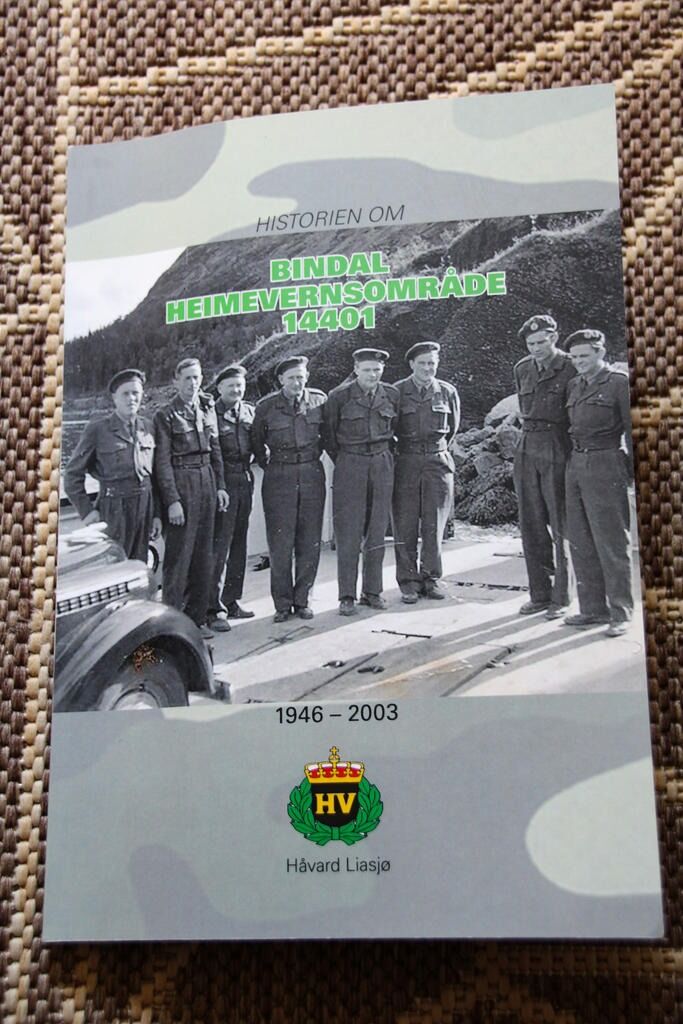 HISTORIEN OM
BINDAL
HEIMEVERNSOMRÅDE
14401
1946 – 2003
HV
Håvard Liasjø